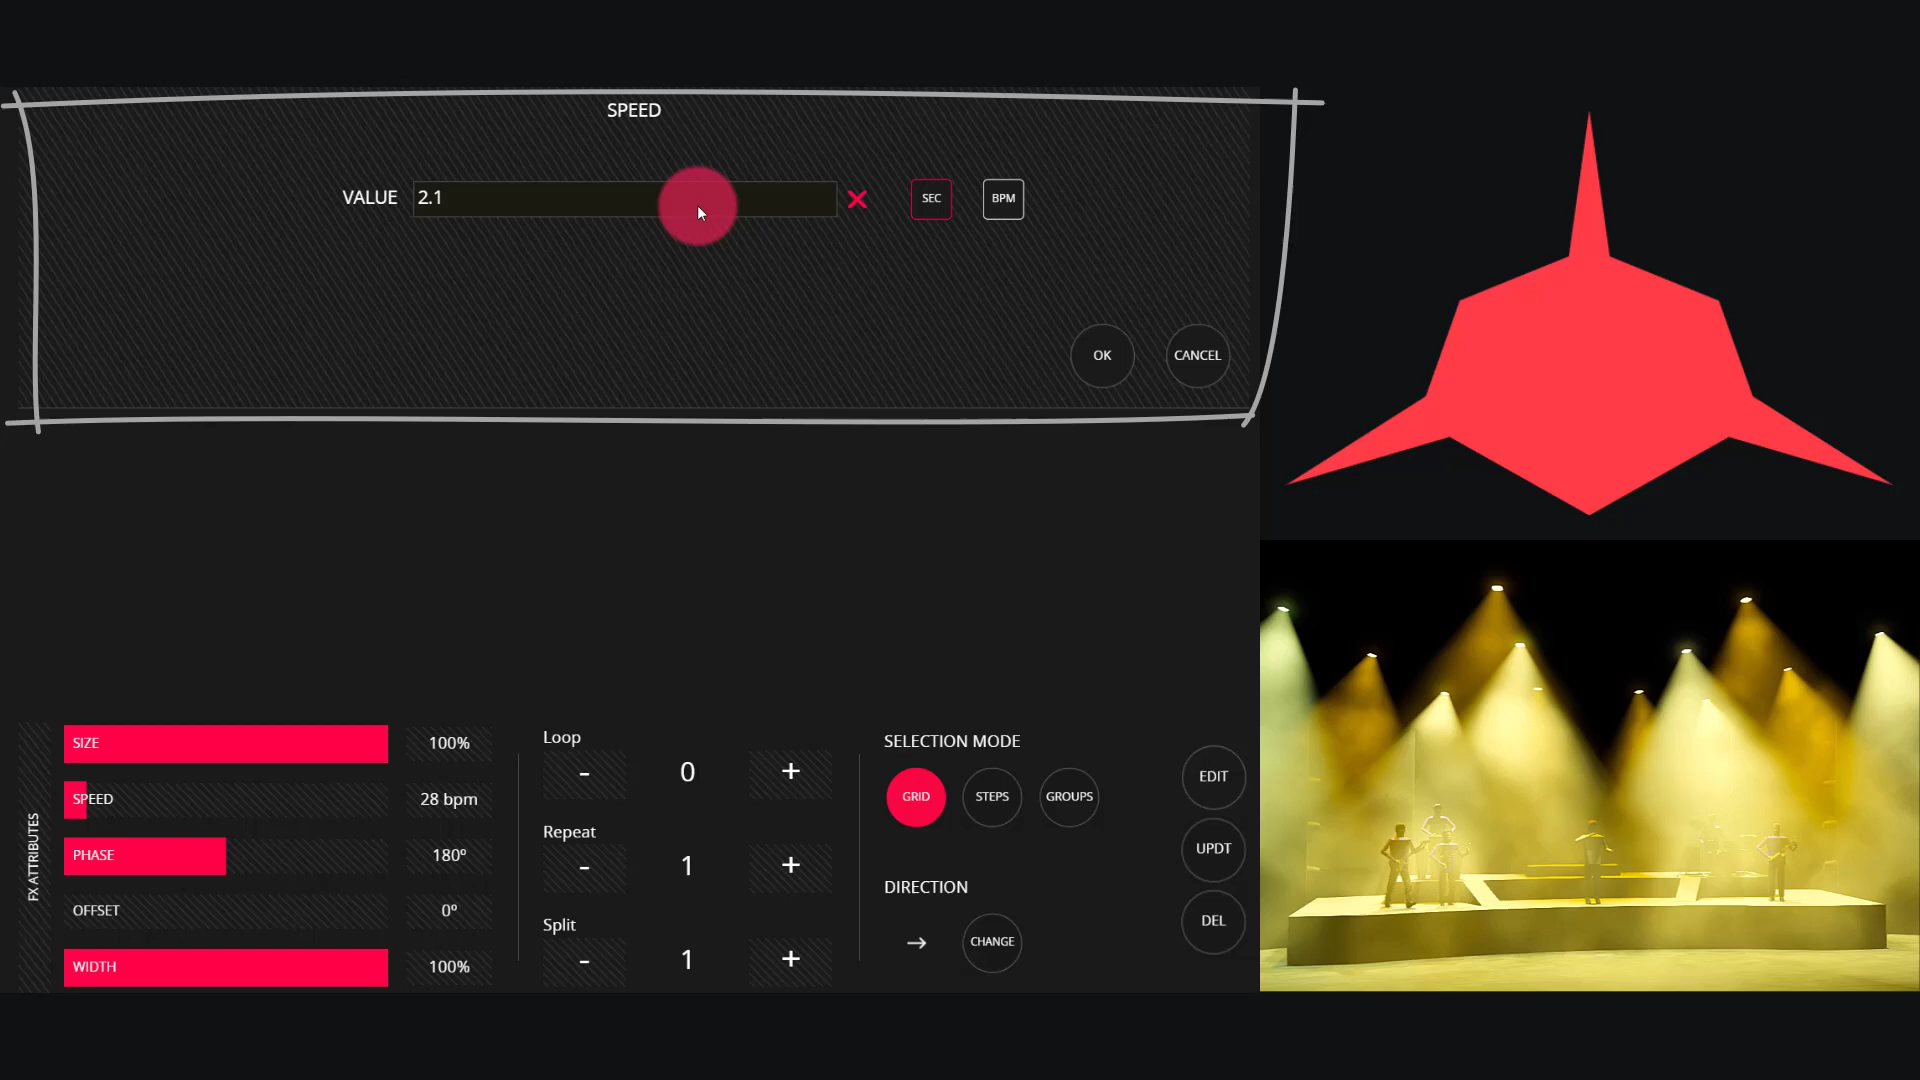 SPEED
VALUE 2.1 SEC BPM
OK CANCEL
FX ATTRIBUTES
SIZE 100%
SPEED 28 bpm
PHASE 180º
OFFSET 0º
WIDTH 100%
Loop
- 0 +
Repeat
- 1 +
Split
- 1 +
SELECTION MODE
GRID STEPS GROUPS
DIRECTION
→ CHANGE
EDIT
UPDT
DEL